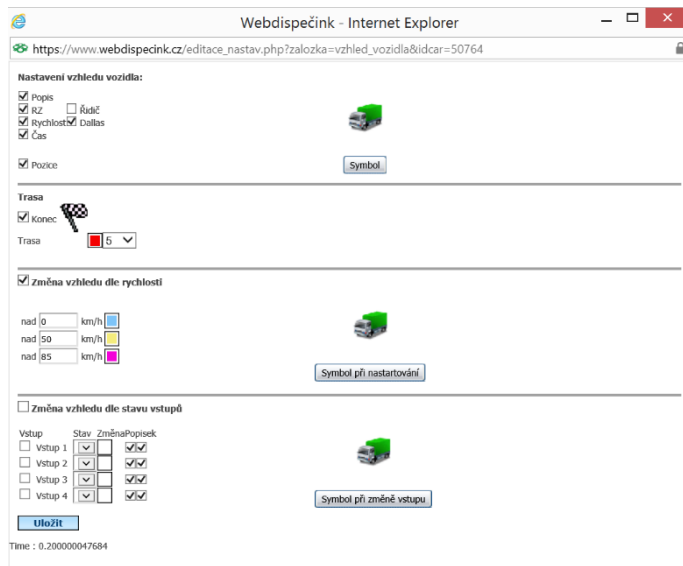 Webdispečink - Internet Explorer
https://www.webdispecink.cz/editace_nastav.php?zalozka=vzhled_vozidla&idcar=50764
Nastavení vzhledu vozidla:
Popis
RZ Řidič
Rychlost Dallas
Čas
Pozice Symbol
Trasa
Konec
Trasa 5
Změna vzhledu dle rychlosti
nad 0 km/h
nad 50 km/h
nad 85 km/h
Symbol při nastartování
Změna vzhledu dle stavu vstupů
Vstup Stav ZměnaPopisek
Vstup 1
Vstup 2
Vstup 3
Vstup 4
Symbol při změně vstupu
Uložit
Time : 0.200000047684